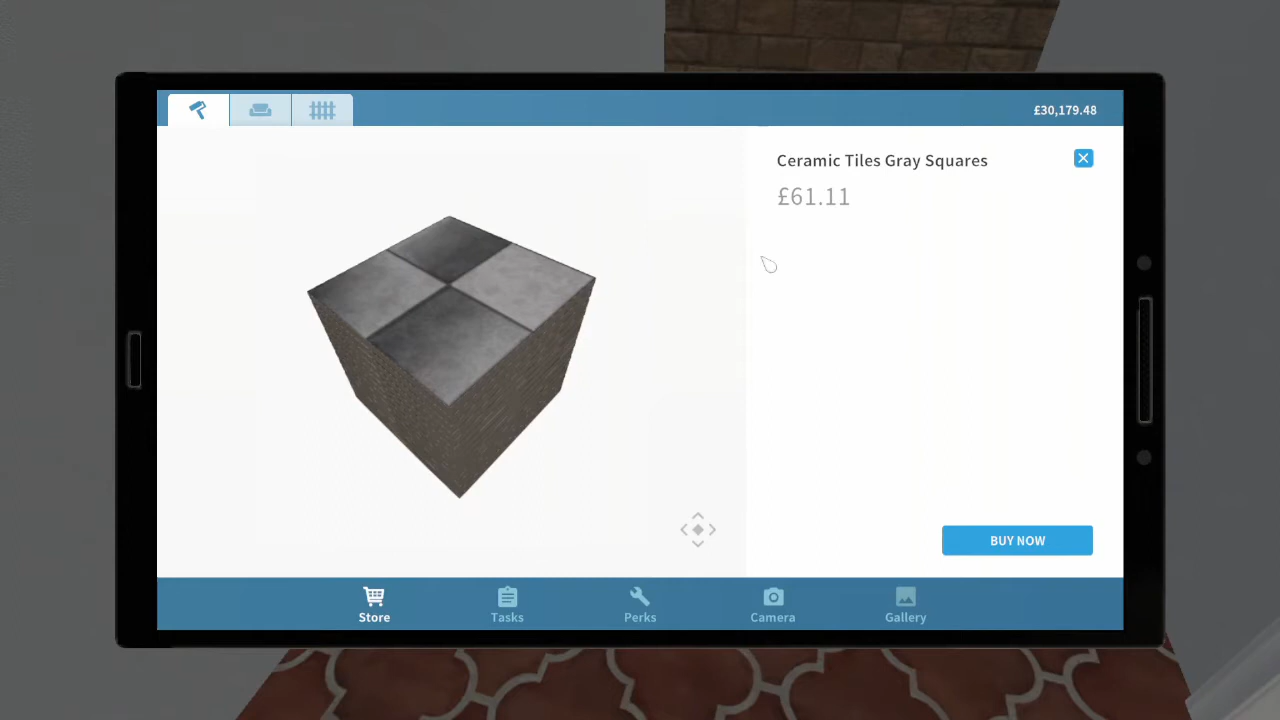 £30,179.48
Ceramic Tiles Gray Squares
£61.11
BUY NOW
Store
Tasks
Perks
Camera
Gallery